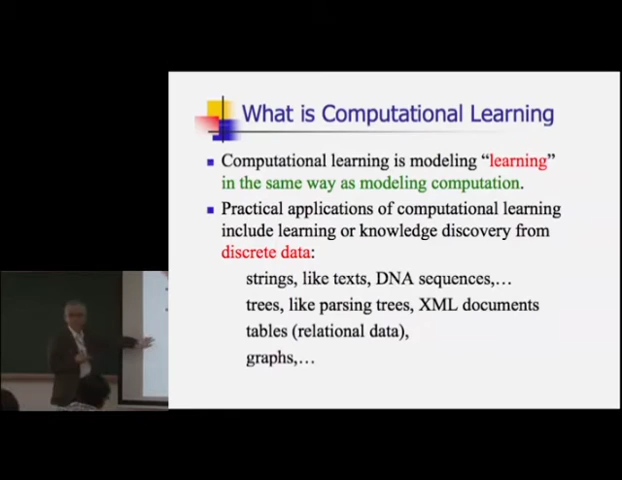 What is Computational Learning
Computational learning is modeling “learning”
in the same way as modeling computation.
Practical applications of computational learning
include learning or knowledge discovery from
discrete data:
strings, like texts, DNA sequences,…
trees, like parsing trees, XML documents
tables (relational data),
graphs,…